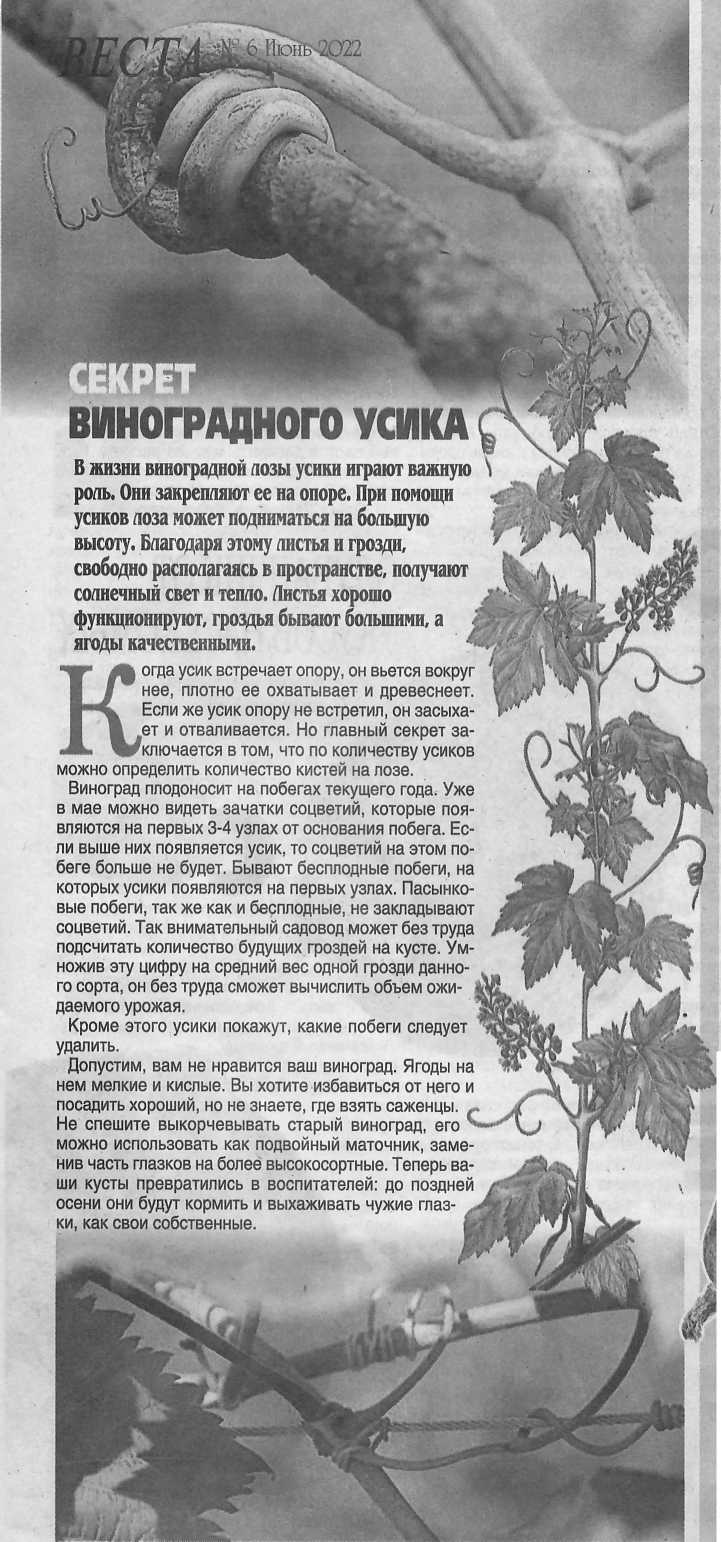 ВЕСТА № 6 Июнь 2022
СЕКРЕТ
ВИНОГРАДНОГО УСИКА
В жизни виноградной лозы усики играют важную
роль. Они закрепляют ее на опоре. При помощи
усиков лоза может подниматься на большую
высоту. Благодаря этому листья и грозди,
свободно располагаясь в пространстве, получают
солнечный свет и тепло. Листья хорошо
функционируют, гроздья бывают большими, а
ягоды качественными.
Когда усик встречает опору, он вьется вокруг
нее, плотно ее охватывает и древеснеет.
Если же усик опору не встретил, он засыха-
ет и отваливается. Но главный секрет за-
ключается в том, что по количеству усиков
можно определить количество кистей на лозе.
Виноград плодоносит на побегах текущего года. Уже
в мае можно видеть зачатки соцветий, которые поя-
вляются на первых 3-4 узлах от основания побега. Ес-
ли выше них появляется усик, то соцветий на этом по-
беге больше не будет. Бывают бесплодные побеги, на
которых усики появляются на первых узлах. Пасынко-
вые побеги, так же как и бесплодные, не закладывают
соцветий. Так внимательный садовод может без труда
подсчитать количество будущих гроздей на кусте. Ум-
ножив эту цифру на средний вес одной грозди данно-
го сорта, он без труда сможет вычислить объем ожи-
даемого урожая.
Кроме этого усики покажут, какие побеги следует
удалить.
Допустим, вам не нравится ваш виноград. Ягоды на
нем мелкие и кислые. Вы хотите избавиться от него и
посадить хороший, но не знаете, где взять саженцы.
Не спешите выкорчевывать старый виноград, его
можно использовать как подвойный маточник, заме-
нив часть глазков на более высокосортные. Теперь ва-
ши кусты превратились в воспитателей: до поздней
осени они будут кормить и выхаживать чужие глаз-
ки, как свои собственные.